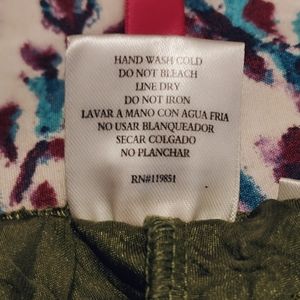 HAND WASH COLD
DO NOT BLEACH
LINE DRY
DO NOT IRON
LAVAR A MANO CON AGUA FRIA
NO USAR BLANQUEADOR
SECAR COLGADO
NO PLANCHAR
RN#119851